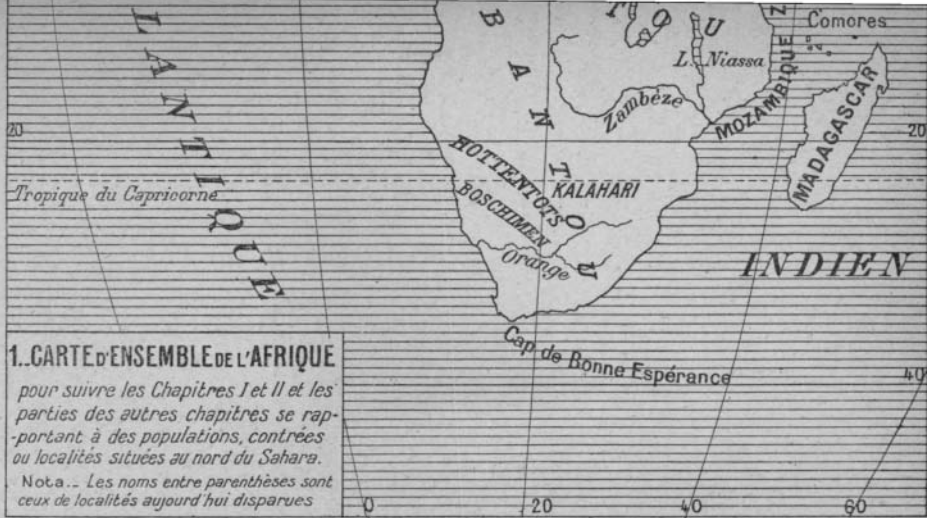 LANTIQUE
BANTOU
TOU
Z
Comores
L. Niassa
Zambèze
MOZAMBIQUE
MADAGASCAR
20
20
HOTTENTOTS
KALAHARI
Tropique du Capricorne
BOSCHIMEN
Orange
INDIEN
Cap de Bonne Espérance
40
0
20
40
60
1._CARTE D'ENSEMBLE DE L'AFRIQUE
pour suivre les Chapitres I et II et les
parties des autres chapitres se rap-
-portant à des populations, contrées
ou localités situées au nord du Sahara.
Nota._ Les noms entre parenthèses sont
ceux de localités aujourd'hui disparues